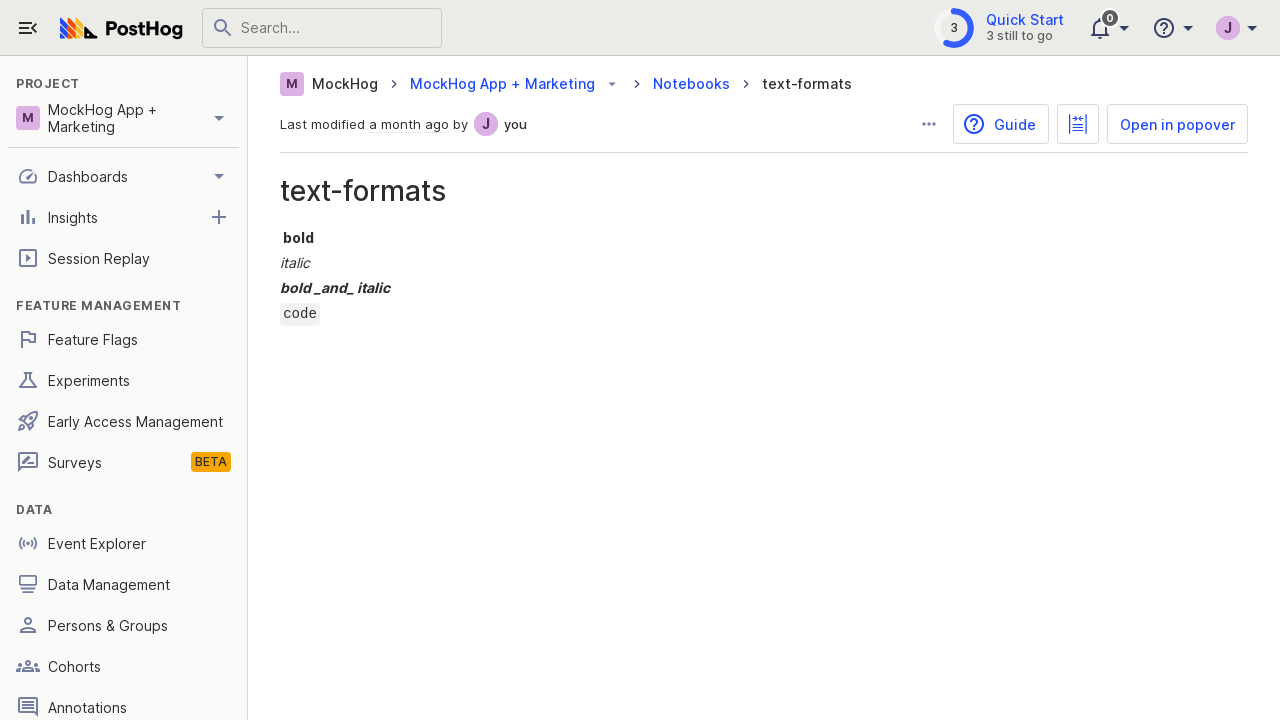 PostHog
Search...
3
Quick Start
3 still to go
0
J
PROJECT
M
MockHog App +
Marketing
Dashboards
Insights
Session Replay
FEATURE MANAGEMENT
Feature Flags
Experiments
Early Access Management
Surveys
BETA
DATA
Event Explorer
Data Management
Persons & Groups
Cohorts
Annotations
M MockHog > MockHog App + Marketing > Notebooks > text-formats
Last modified a month ago by J you
Guide
Open in popover
text-formats
bold
italic
bold _and_ italic
code